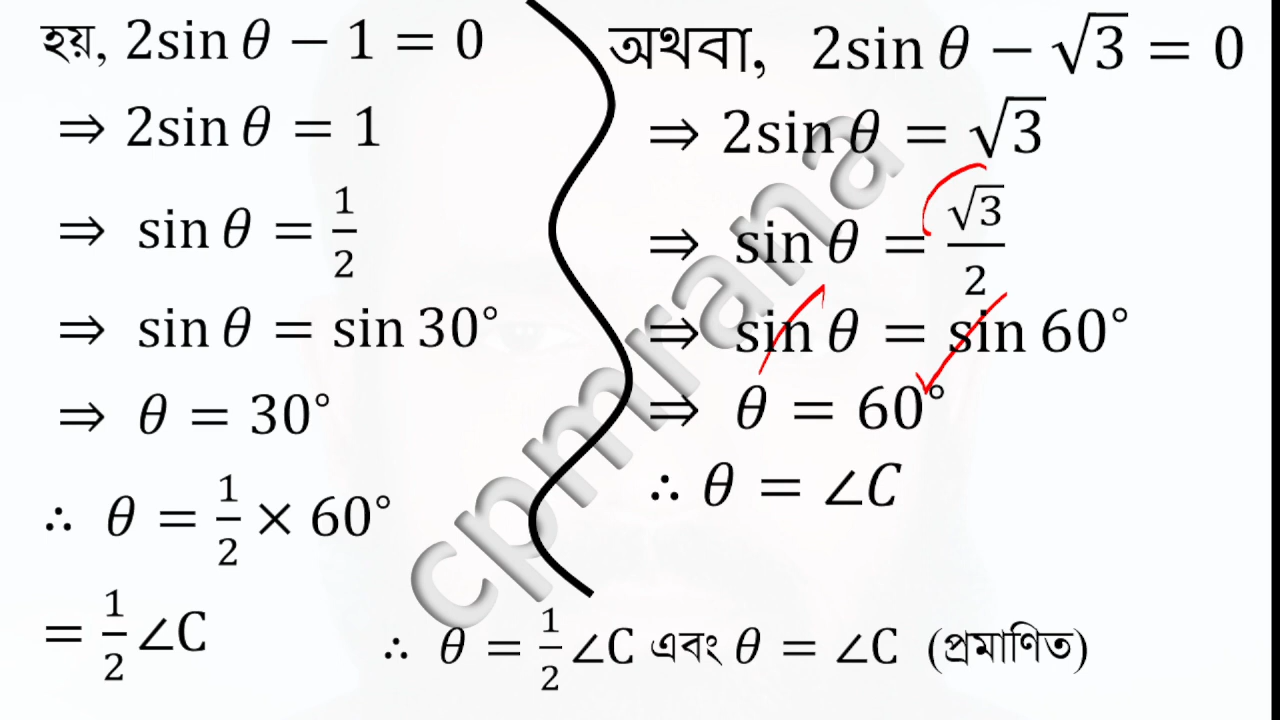 হয়, 2sin θ − 1 = 0
⇒ 2sin θ = 1
⇒ sin θ = 1/2
⇒ sin θ = sin 30°
⇒ θ = 30°
∴ θ = 1/2 × 60°
= 1/2 ∠C
অথবা, 2sin θ − √3 = 0
⇒ 2sin θ = √3
⇒ sin θ = √3/2
⇒ sin θ = sin 60°
⇒ θ = 60°
∴ θ = ∠C
∴ θ = 1/2 ∠C এবং θ = ∠C (প্রমাণিত)
cpmrana